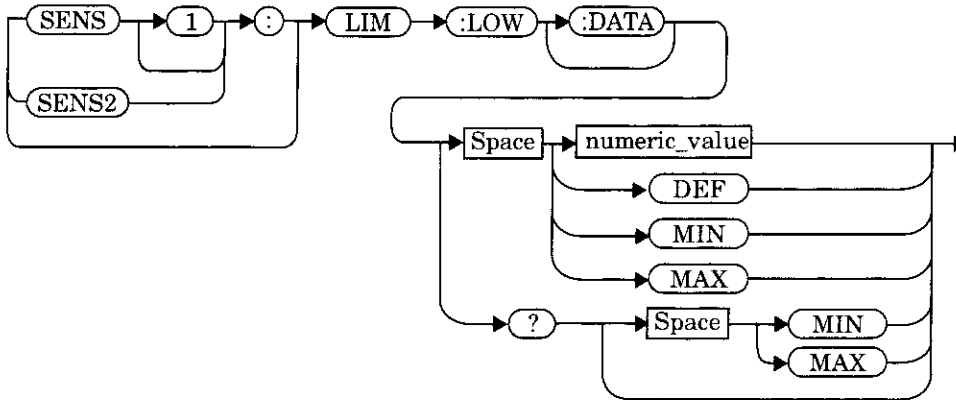 SENS 1 : LIM :LOW :DATA
SENS2
Space numeric_value
DEF
MIN
MAX
? Space MIN
MAX